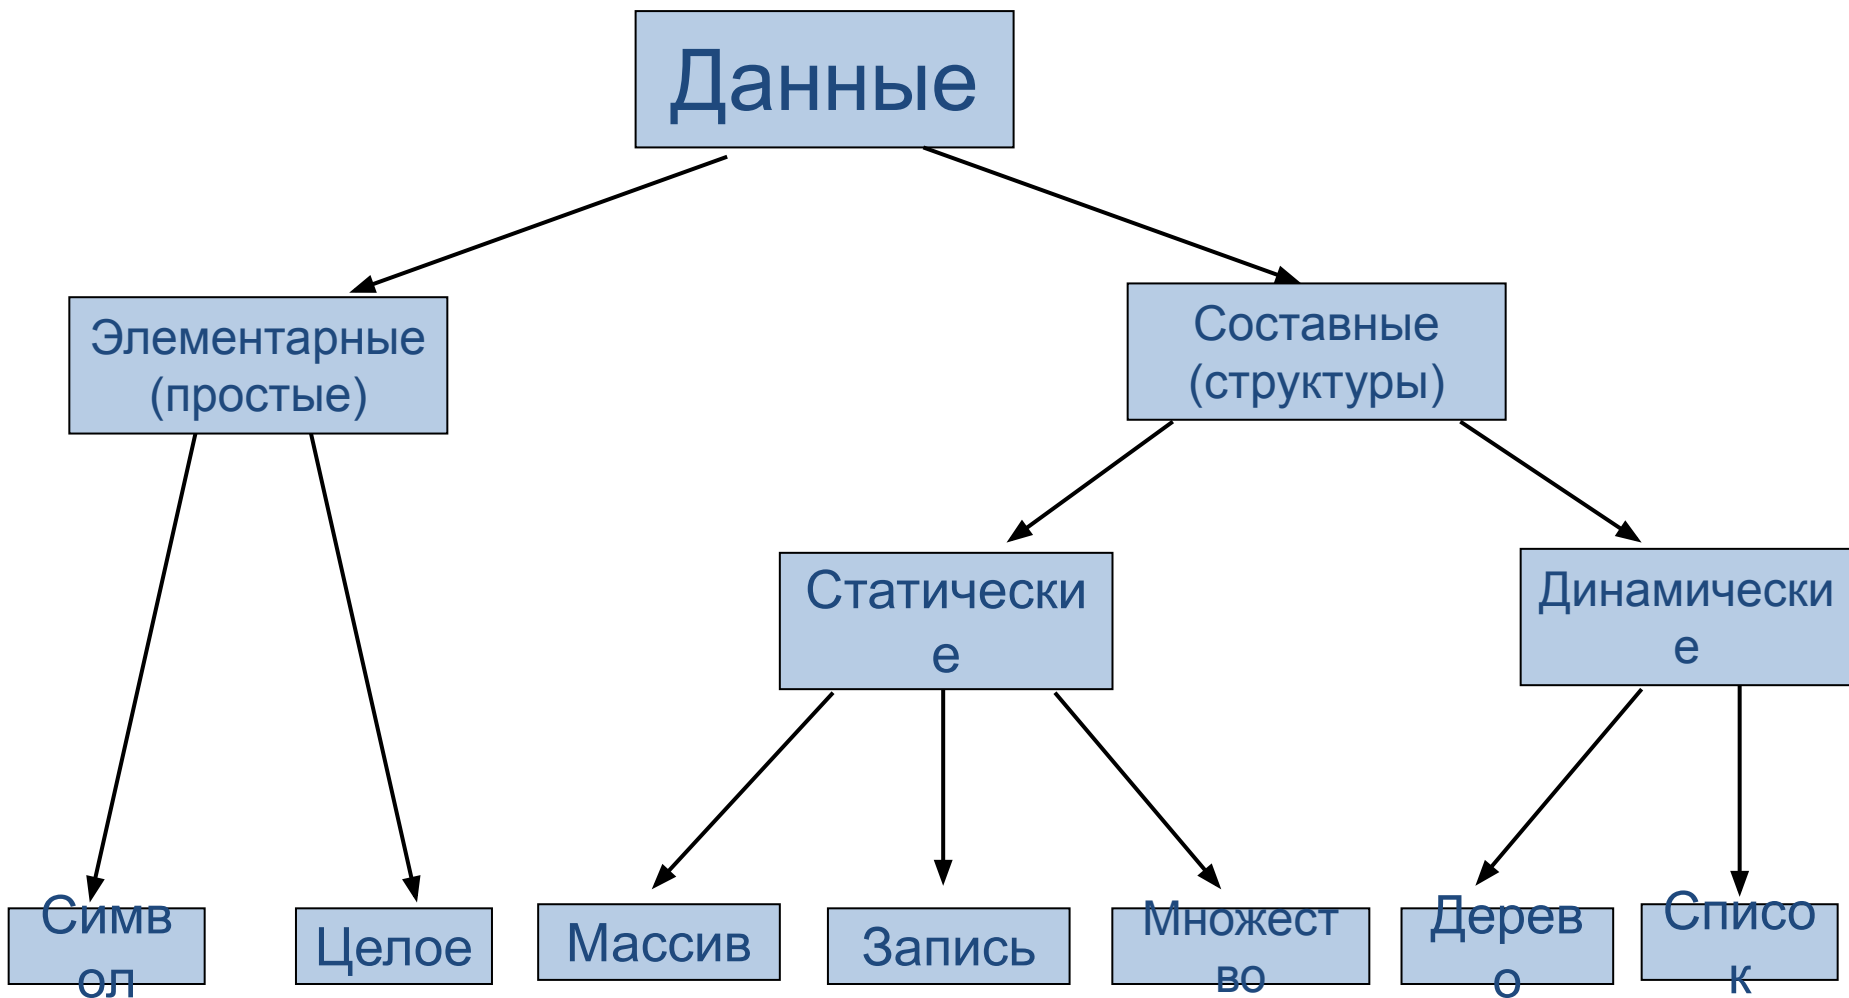 Данные
Элементарные
(простые)
Составные
(структуры)
Статически
е
Динамически
е
Симв
ол
Целое
Массив
Запись
Множест
во
Дерев
о
Списо
к